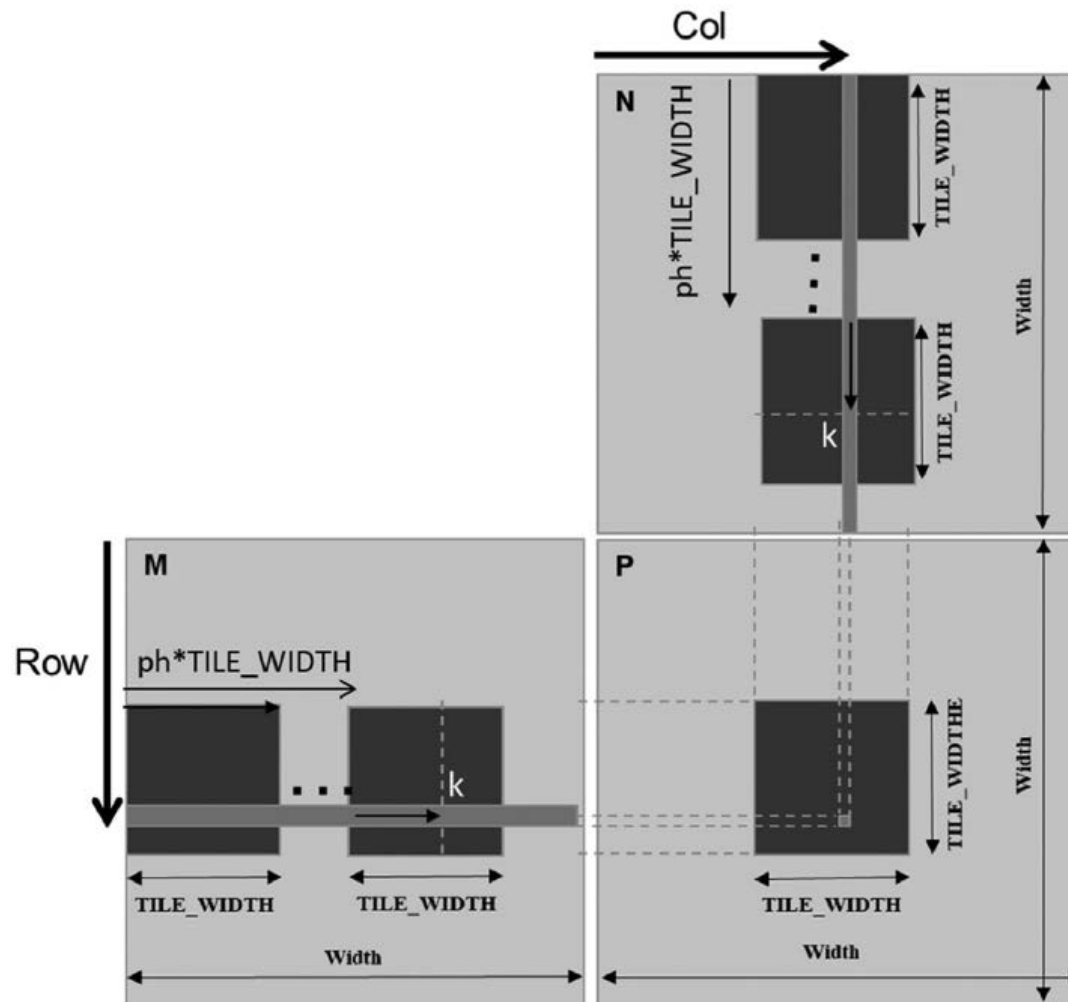 Col
N
ph*TILE_WIDTH
TILE_WIDTH
Width
TILE_WIDTH
k
Row
M
ph*TILE_WIDTH
k
TILE_WIDTH
TILE_WIDTH
Width
P
TILE_WIDTHE
Width
TILE_WIDTH
Width